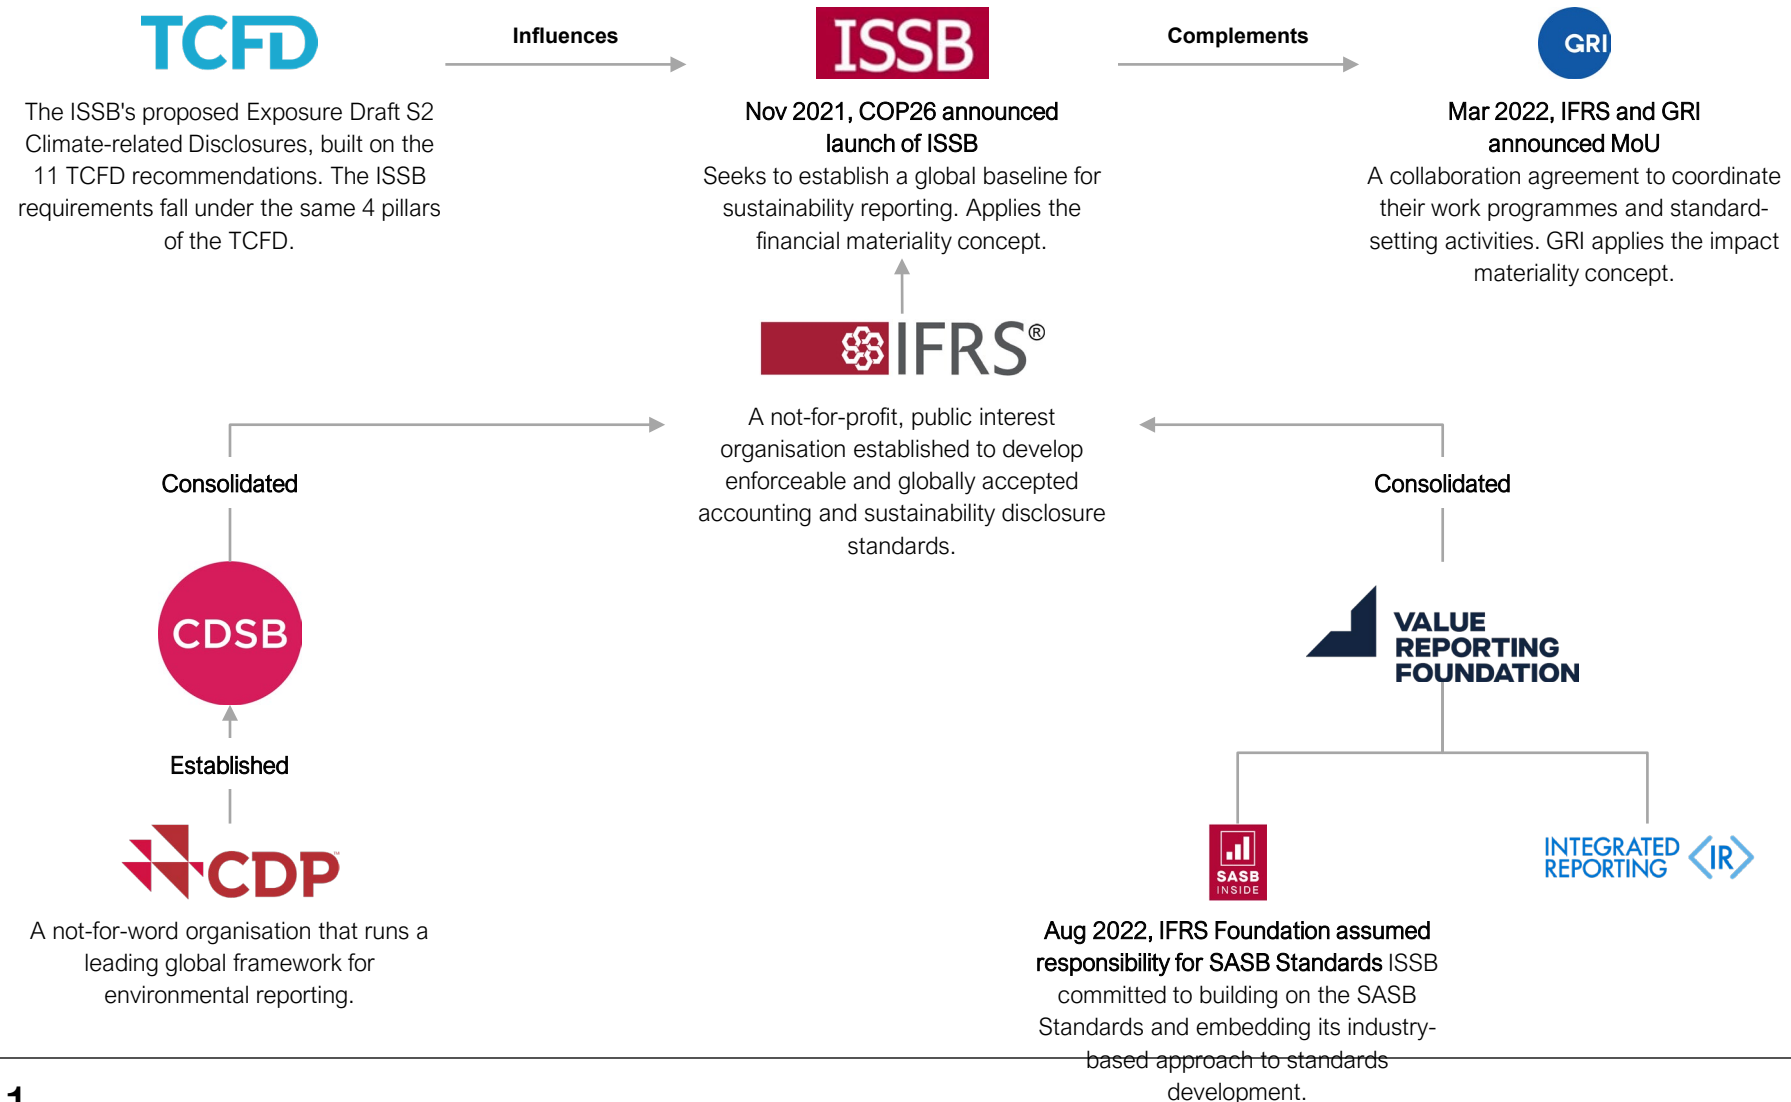 TCFD
Influences
ISSB
Complements
GRI
The ISSB's proposed Exposure Draft S2
Climate-related Disclosures, built on the
11 TCFD recommendations. The ISSB
requirements fall under the same 4 pillars
of the TCFD.
Nov 2021, COP26 announced
launch of ISSB
Seeks to establish a global baseline for
sustainability reporting. Applies the
financial materiality concept.
Mar 2022, IFRS and GRI
announced MoU
A collaboration agreement to coordinate
their work programmes and standard-
setting activities. GRI applies the impact
materiality concept.
IFRS®
A not-for-profit, public interest
organisation established to develop
enforceable and globally accepted
accounting and sustainability disclosure
standards.
Consolidated
Consolidated
CDSB
VALUE
REPORTING
FOUNDATION
Established
CDP
A not-for-word organisation that runs a
leading global framework for
environmental reporting.
SASB
INSIDE
INTEGRATED
REPORTING
<IR>
Aug 2022, IFRS Foundation assumed
responsibility for SASB Standards ISSB
committed to building on the SASB
Standards and embedding its industry-
based approach to standards
development.
1